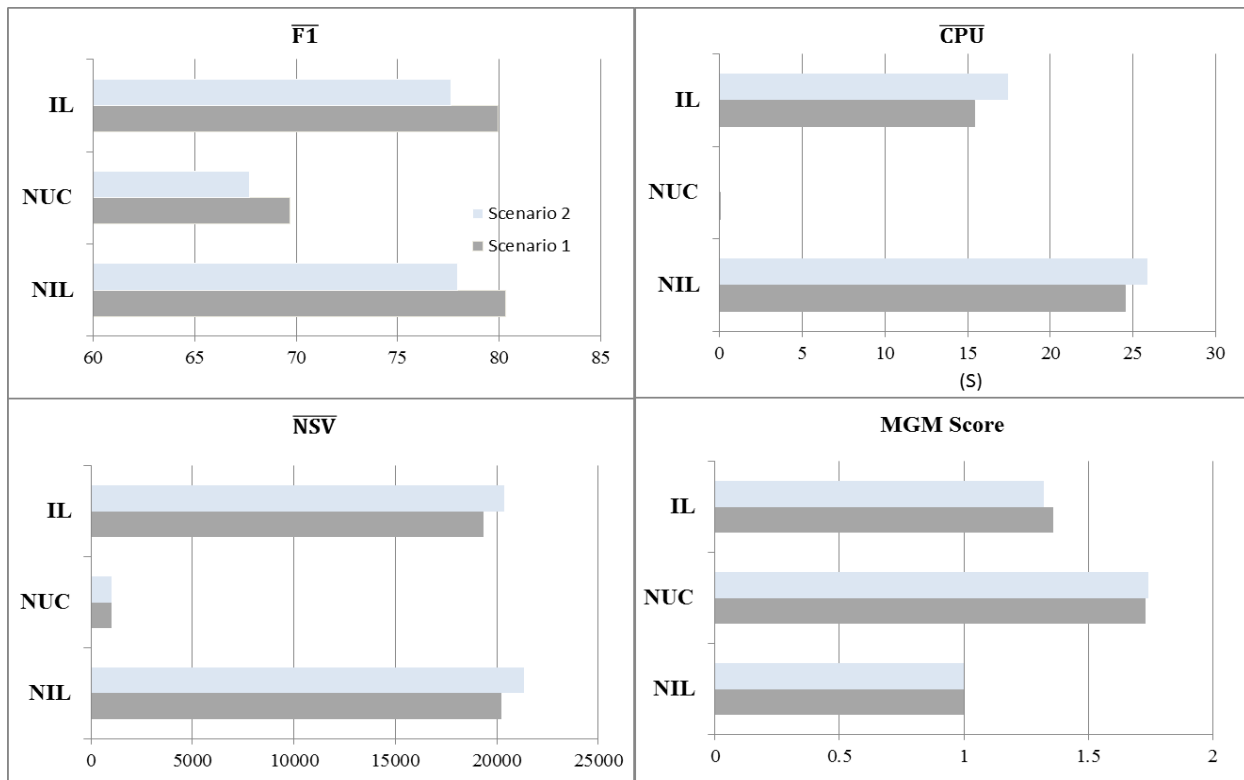 F1
IL
NUC
NIL
Scenario 2
Scenario 1
60 65 70 75 80 85
CPU
IL
NUC
NIL
0 5 10 15 20 25 30
(S)
NSV
IL
NUC
NIL
0 5000 10000 15000 20000 25000
MGM Score
IL
NUC
NIL
0 0.5 1 1.5 2